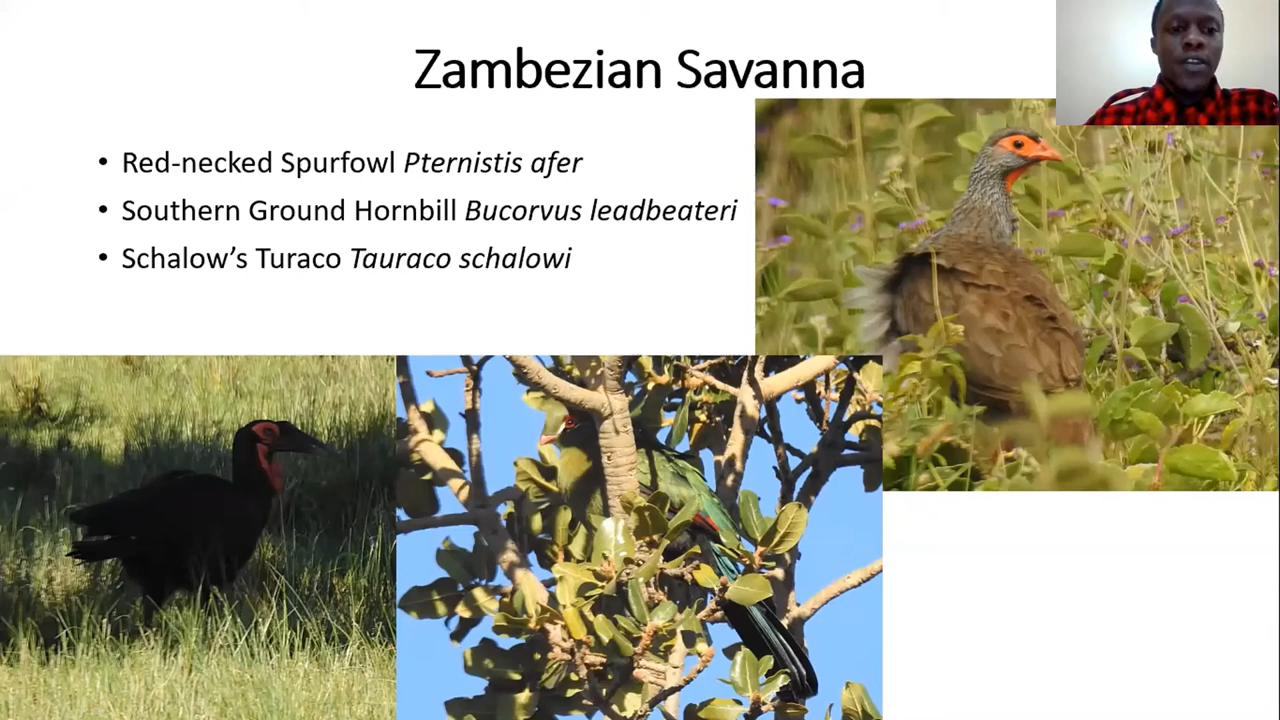 Zambezian Savanna
• Red-necked Spurfowl Pternistis afer
• Southern Ground Hornbill Bucorvus leadbeateri
• Schalow’s Turaco Tauraco schalowi